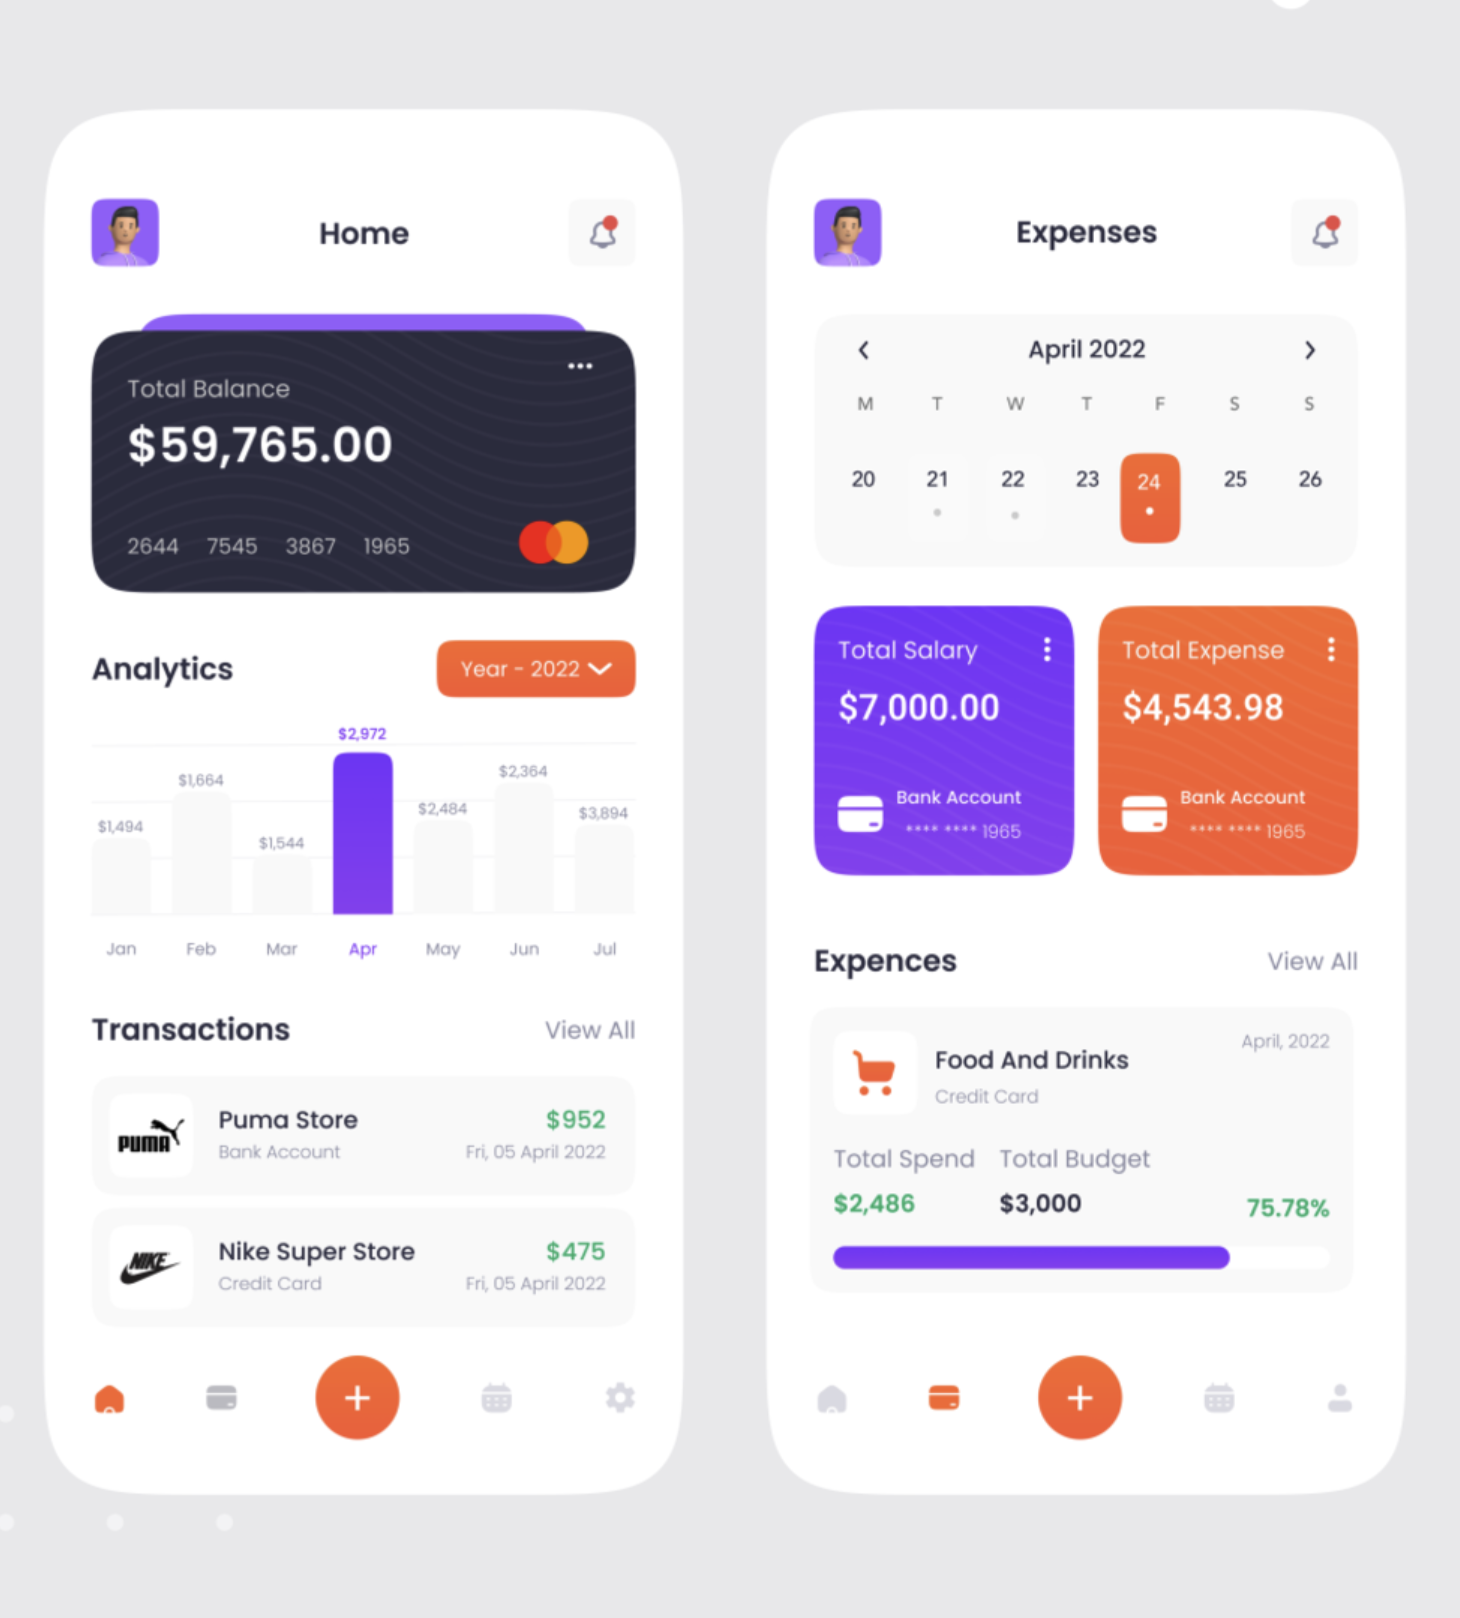 Home
Total Balance
$59,765.00
2644 7545 3867 1965
Analytics
Year - 2022
$1,494
$1,664
$1,544
$2,972
$2,484
$2,364
$3,894
Jan Feb Mar Apr May Jun Jul
Transactions
View All
PUMA
Puma Store
$952
Bank Account
Fri, 05 April 2022
NIKE
Nike Super Store
$475
Credit Card
Fri, 05 April 2022
Expenses
April 2022
M T W T F S S
20 21 22 23 24 25 26
Total Salary
$7,000.00
Bank Account
**** **** 1965
Total Expense
$4,543.98
Bank Account
**** **** 1965
Expences
View All
Food And Drinks
April, 2022
Credit Card
Total Spend Total Budget
$2,486 $3,000 75.78%